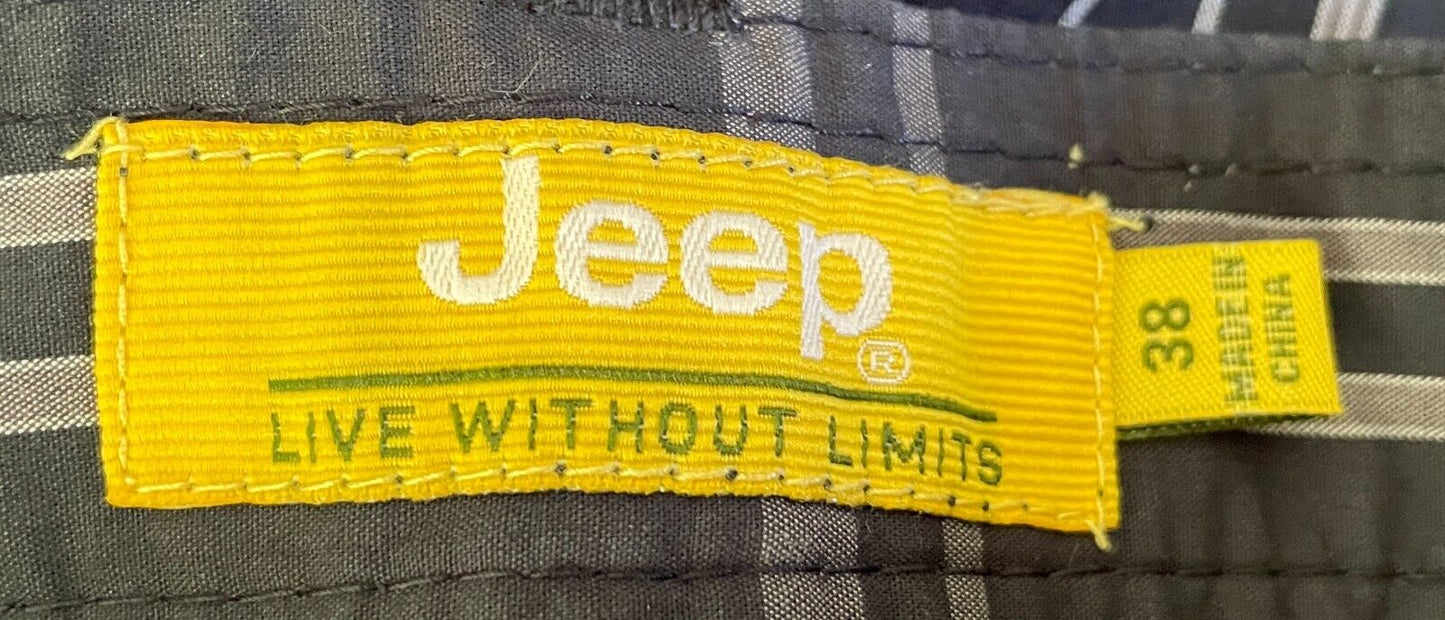 Jeep®
LIVE WITHOUT LIMITS
38
MADE IN
CHINA